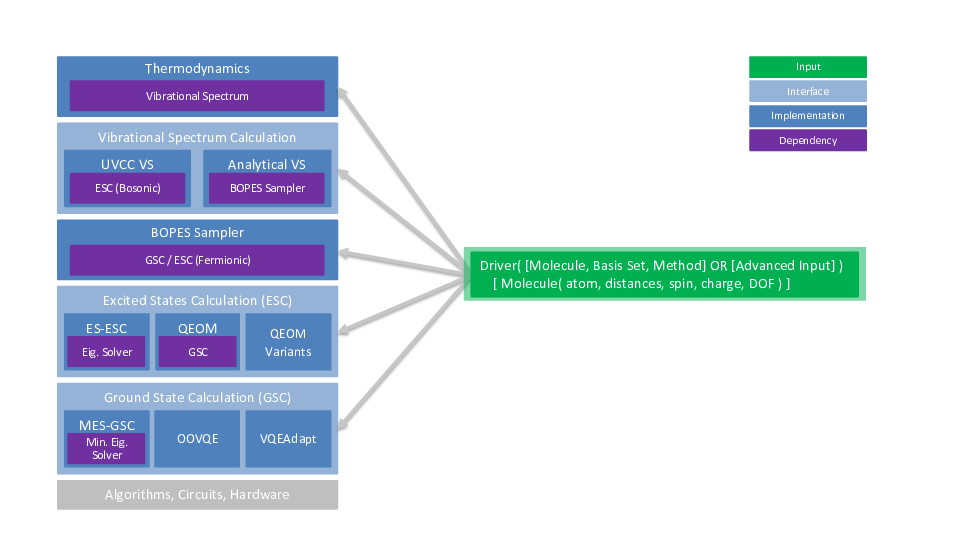 Thermodynamics
Vibrational Spectrum
Vibrational Spectrum Calculation
UVCC VS
ESC (Bosonic)
Analytical VS
BOPES Sampler
BOPES Sampler
GSC / ESC (Fermionic)
Excited States Calculation (ESC)
ES-ESC
Eig. Solver
QEOM
GSC
QEOM
Variants
Ground State Calculation (GSC)
MES-GSC
Min. Eig.
Solver
OOVQE
VQEAdapt
Algorithms, Circuits, Hardware
Input
Interface
Implementation
Dependency
Driver( [Molecule, Basis Set, Method] OR [Advanced Input] )
[ Molecule( atom, distances, spin, charge, DOF ) ]